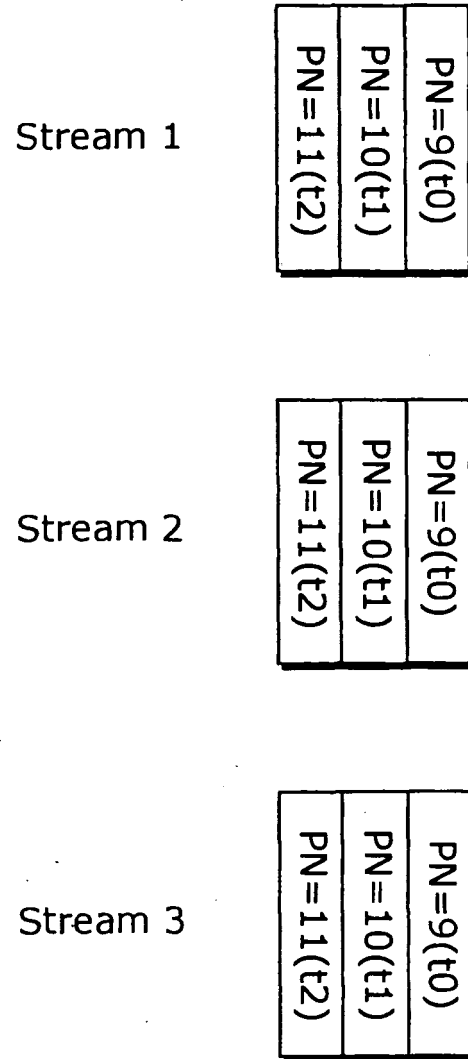 Stream 1
PN=11(t2)
PN=10(t1)
PN=9(t0)
Stream 2
PN=11(t2)
PN=10(t1)
PN=9(t0)
Stream 3
PN=11(t2)
PN=10(t1)
PN=9(t0)